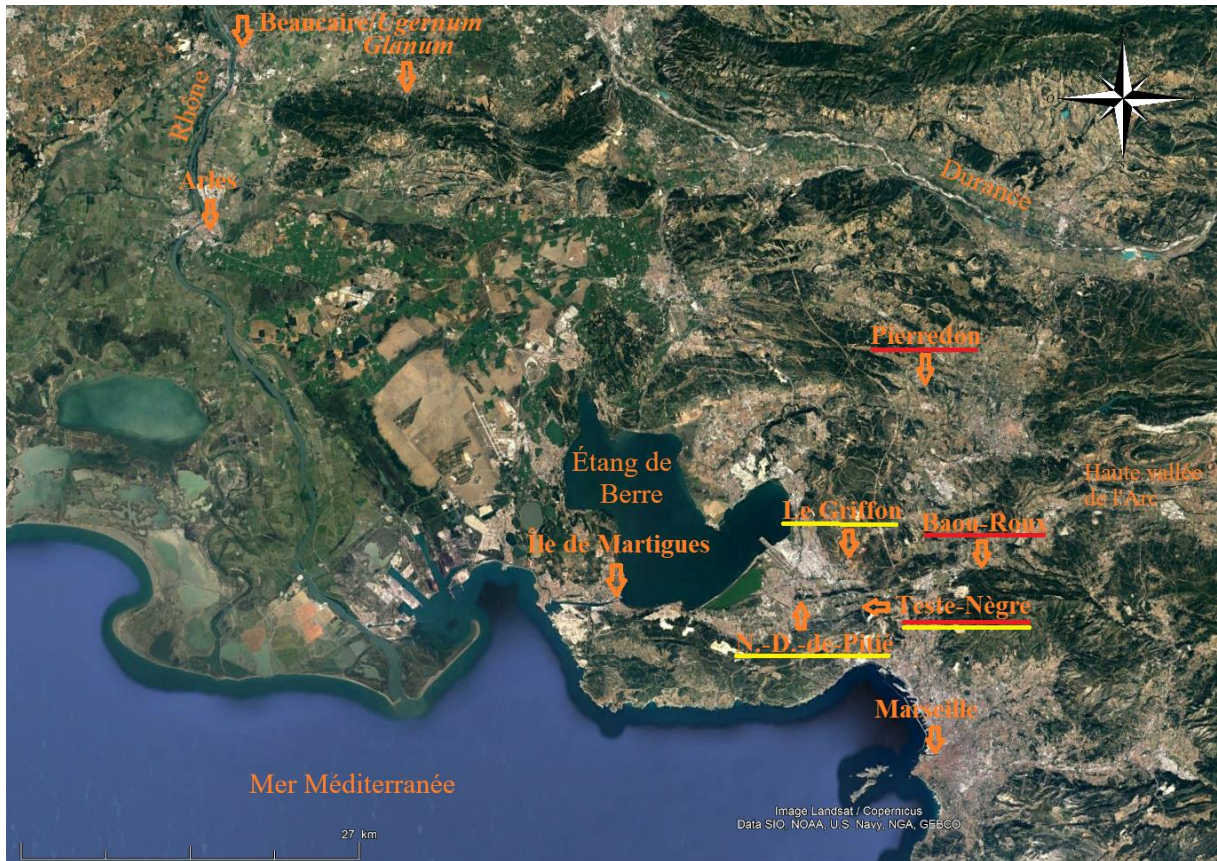 Beaucaire/Ugernum
Glanum
Rhône
Arles
Durance
Pierredon
Étang de
Berre
Haute vallée
de l'Arc
Le Griffon
Baou-Roux
Île de Martigues
Teste-Nègre
N.-D.-de-Pitié
Marseille
Mer Méditerranée
Image Landsat / Copernicus
Data SIO, NOAA, U.S. Navy, NGA, GEBCO
27 km